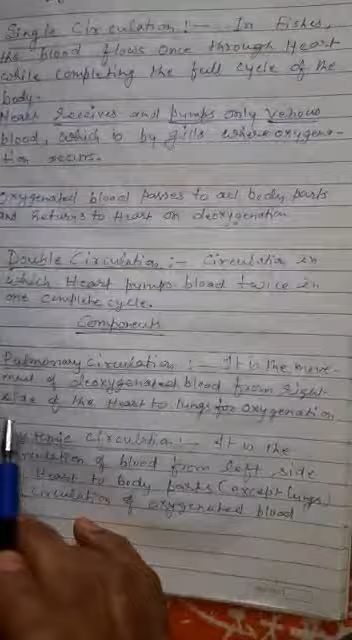 Single Circulation :- In Fishes,
the blood flows once through Heart
while completing the full cycle of the
body.
Heart Receives and pumps only Venous
blood, which is by gills where oxygena-
tion occurs.
Oxygenated blood passes to all body parts
and Returns to Heart on deoxygenation.
Double Circulation :- Circulation in
which Heart pumps blood twice in
one complete cycle.
Components
Pulmonary Circulation :- It is the move-
ment of deoxygenated blood from right
side of the Heart to lungs for oxygenation
Circulation :- It is the
of blood from left side
Heart to body parts (except lungs)
circulation of oxygenated blood